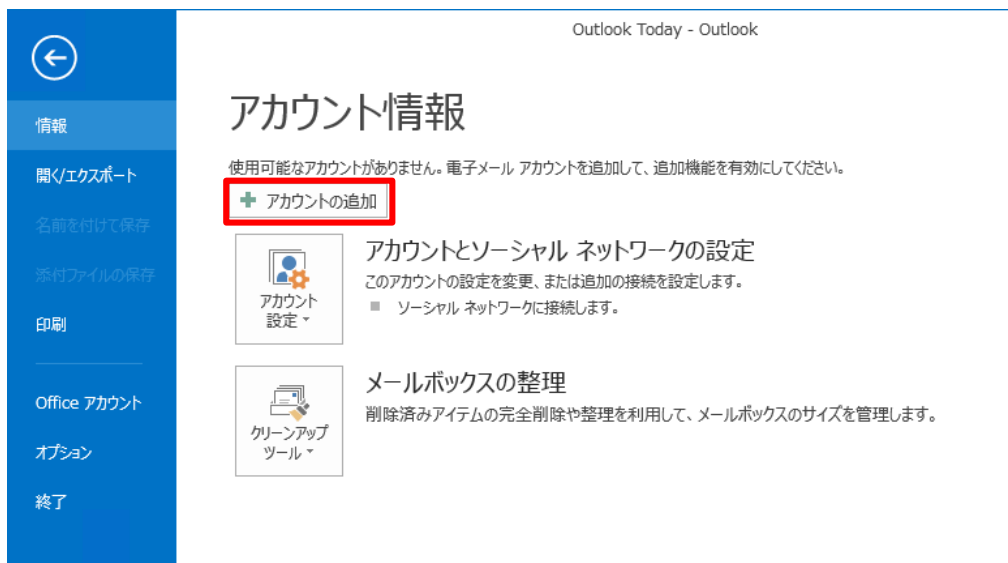 Outlook Today - Outlook
情報
開く/エクスポート
名前を付けて保存
添付ファイルの保存
印刷
Office アカウント
オプション
終了
アカウント情報
使用可能なアカウントがありません。電子メール アカウントを追加して、追加機能を有効にしてください。
アカウントの追加
アカウント
設定
アカウントとソーシャル ネットワークの設定
このアカウントの設定を変更、または追加の接続を設定します。
ソーシャル ネットワークに接続します。
クリーンアップ
ツール
メールボックスの整理
削除済みアイテムの完全削除や整理を利用して、メールボックスのサイズを管理します。